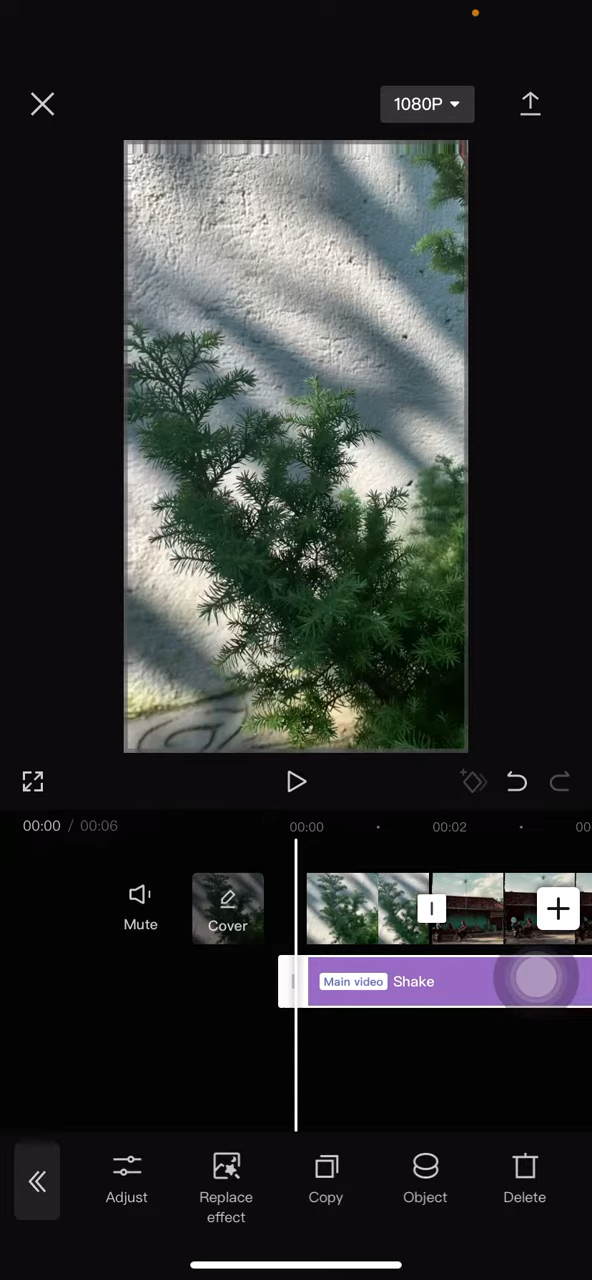 1080P
00:00 / 00:06
00:00
00:02
00
Mute
Cover
Main video Shake
Adjust
Replace
effect
Copy
Object
Delete